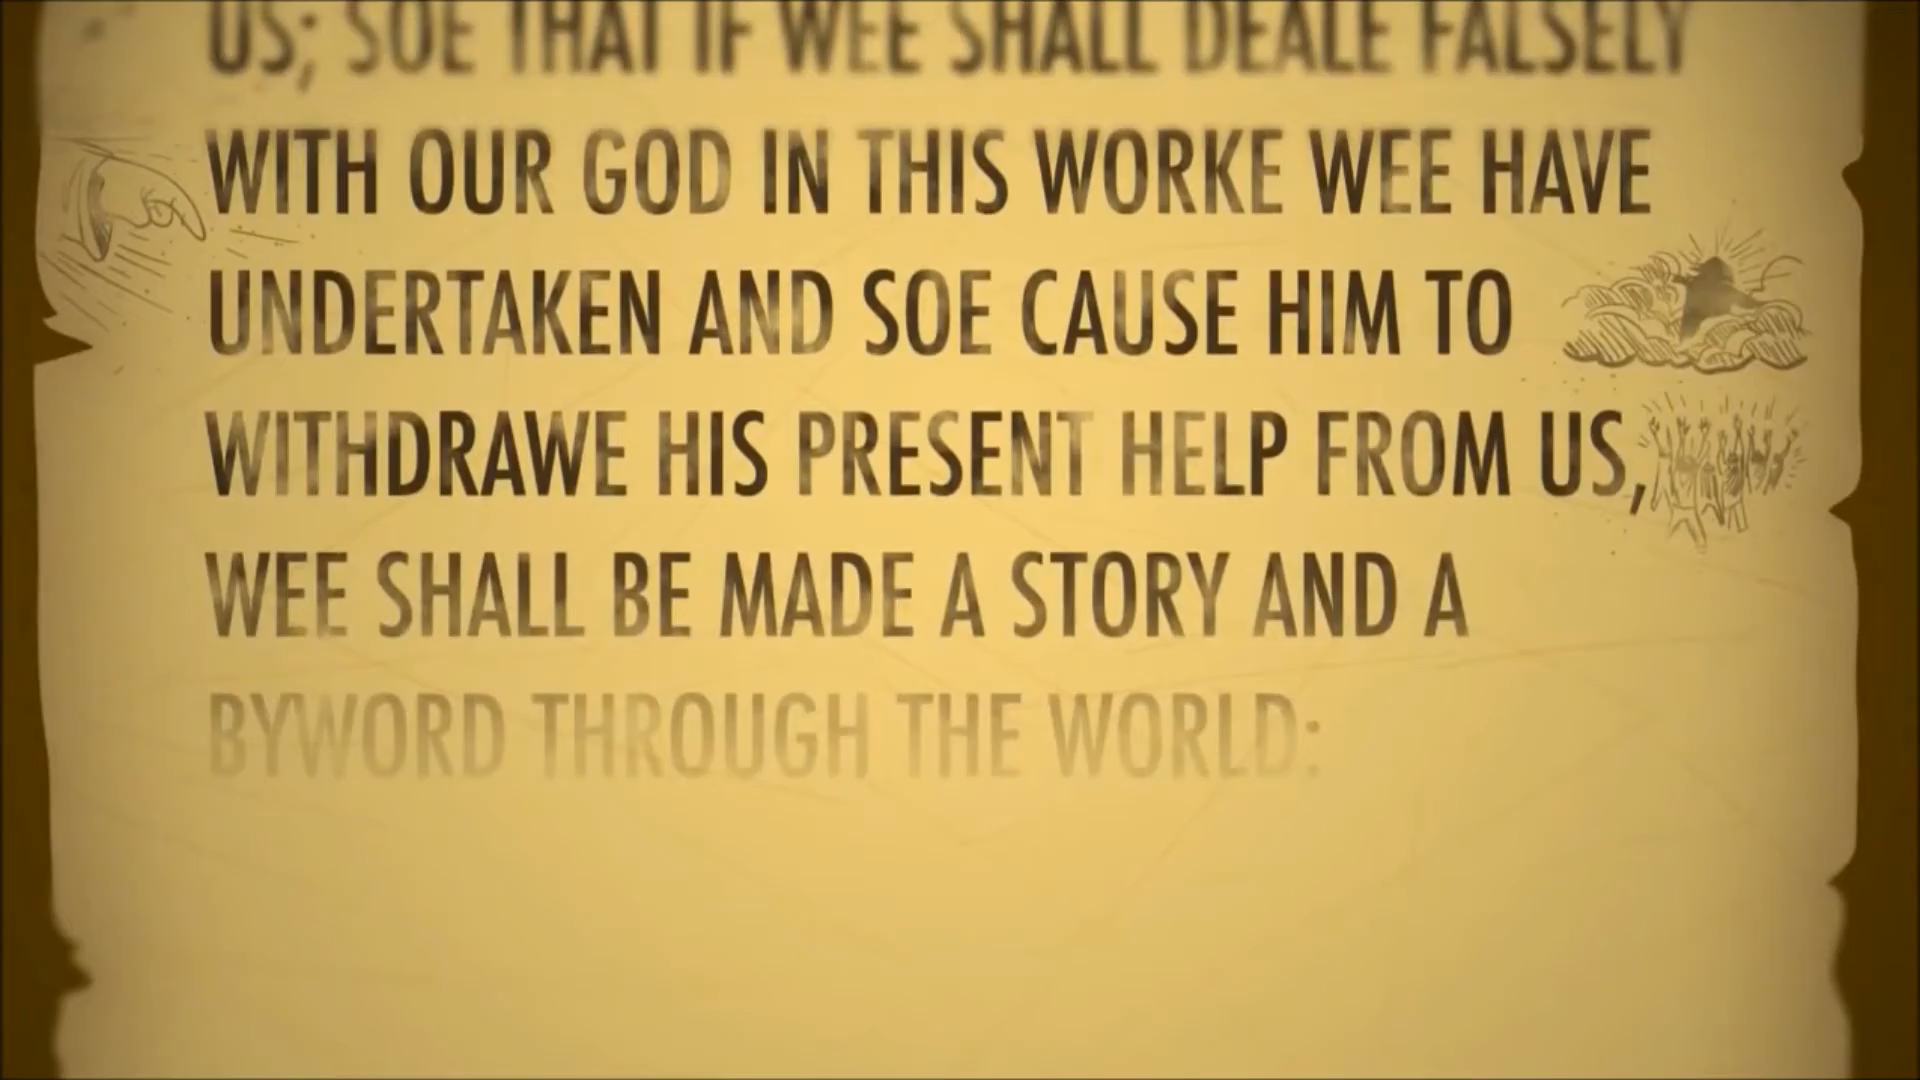 US; SOE THAT IF WEE SHALL DEALE FALSELY
WITH OUR GOD IN THIS WORKE WEE HAVE
UNDERTAKEN AND SOE CAUSE HIM TO
WITHDRAWE HIS PRESENT HELP FROM US,
WEE SHALL BE MADE A STORY AND A
BYWORD THROUGH THE WORLD: